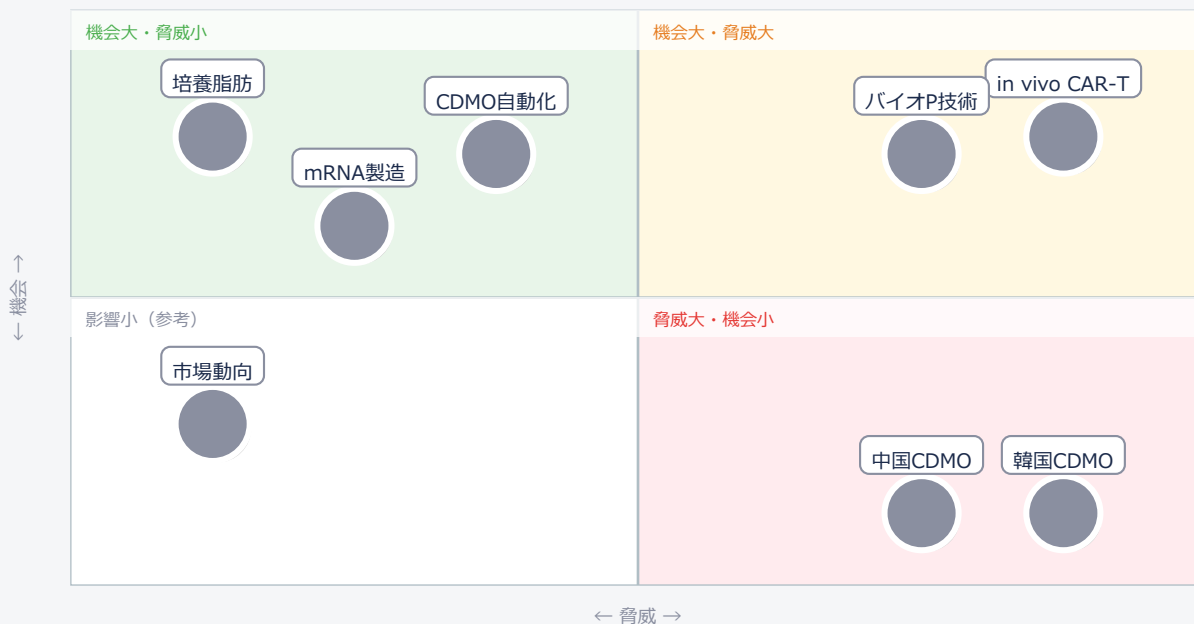 機会大・脅威小
機会大・脅威大
培養脂肪
CDMO自動化
mRNA製造
バイオP技術
in vivo CAR-T
← 機会 →
影響小（参考）
脅威大・機会小
市場動向
中国CDMO
韓国CDMO
← 脅威 →